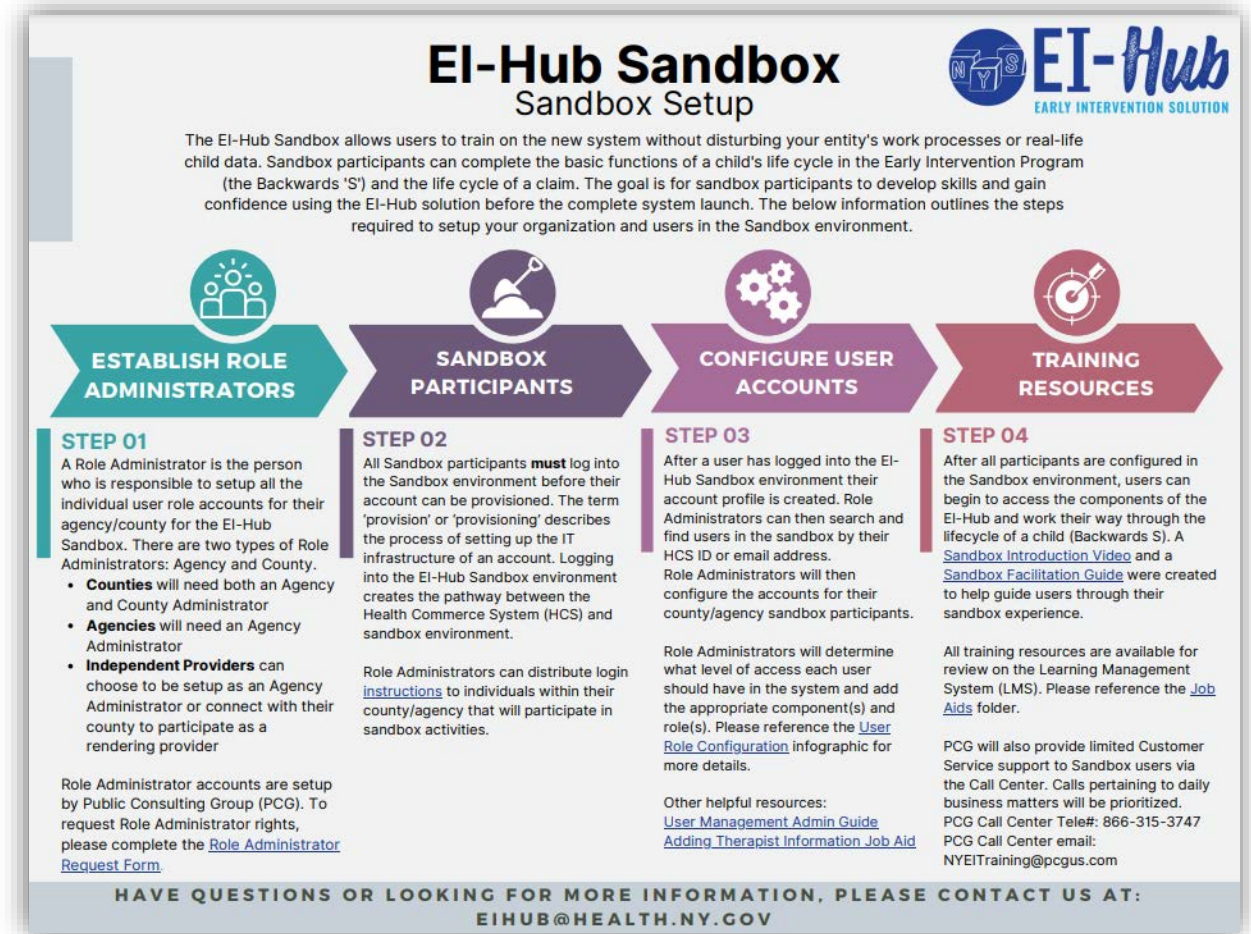 EI-Hub Sandbox
Sandbox Setup
NYS EI-Hub
EARLY INTERVENTION SOLUTION
The EI-Hub Sandbox allows users to train on the new system without disturbing your entity's work processes or real-life
child data. Sandbox participants can complete the basic functions of a child's life cycle in the Early Intervention Program
(the Backwards 'S') and the life cycle of a claim. The goal is for sandbox participants to develop skills and gain
confidence using the EI-Hub solution before the complete system launch. The below information outlines the steps
required to setup your organization and users in the Sandbox environment.
ESTABLISH ROLE
ADMINISTRATORS
STEP 01
A Role Administrator is the person
who is responsible to setup all the
individual user role accounts for their
agency/county for the EI-Hub
Sandbox. There are two types of Role
Administrators: Agency and County.
• Counties will need both an Agency
and County Administrator
• Agencies will need an Agency
Administrator
• Independent Providers can
choose to be setup as an Agency
Administrator or connect with their
county to participate as a
rendering provider
Role Administrator accounts are setup
by Public Consulting Group (PCG). To
request Role Administrator rights,
please complete the Role Administrator
Request Form.
SANDBOX
PARTICIPANTS
STEP 02
All Sandbox participants must log into
the Sandbox environment before their
account can be provisioned. The term
'provision' or 'provisioning' describes
the process of setting up the IT
infrastructure of an account. Logging
into the EI-Hub Sandbox environment
creates the pathway between the
Health Commerce System (HCS) and
sandbox environment.
Role Administrators can distribute login
instructions to individuals within their
county/agency that will participate in
sandbox activities.
CONFIGURE USER
ACCOUNTS
STEP 03
After a user has logged into the EI-
Hub Sandbox environment their
account profile is created. Role
Administrators can then search and
find users in the sandbox by their
HCS ID or email address.
Role Administrators will then
configure the accounts for their
county/agency sandbox participants.
Role Administrators will determine
what level of access each user
should have in the system and add
the appropriate component(s) and
role(s). Please reference the User
Role Configuration infographic for
more details.
Other helpful resources:
User Management Admin Guide
Adding Therapist Information Job Aid
TRAINING
RESOURCES
STEP 04
After all participants are configured in
the Sandbox environment, users can
begin to access the components of the
EI-Hub and work their way through the
lifecycle of a child (Backwards S). A
Sandbox Introduction Video and a
Sandbox Facilitation Guide were created
to help guide users through their
sandbox experience.
All training resources are available for
review on the Learning Management
System (LMS). Please reference the Job
Aids folder.
PCG will also provide limited Customer
Service support to Sandbox users via
the Call Center. Calls pertaining to daily
business matters will be prioritized.
PCG Call Center Tele#: 866-315-3747
PCG Call Center email:
NYEITraining@pcgus.com
HAVE QUESTIONS OR LOOKING FOR MORE INFORMATION, PLEASE CONTACT US AT:
EIHUB@HEALTH.NY.GOV